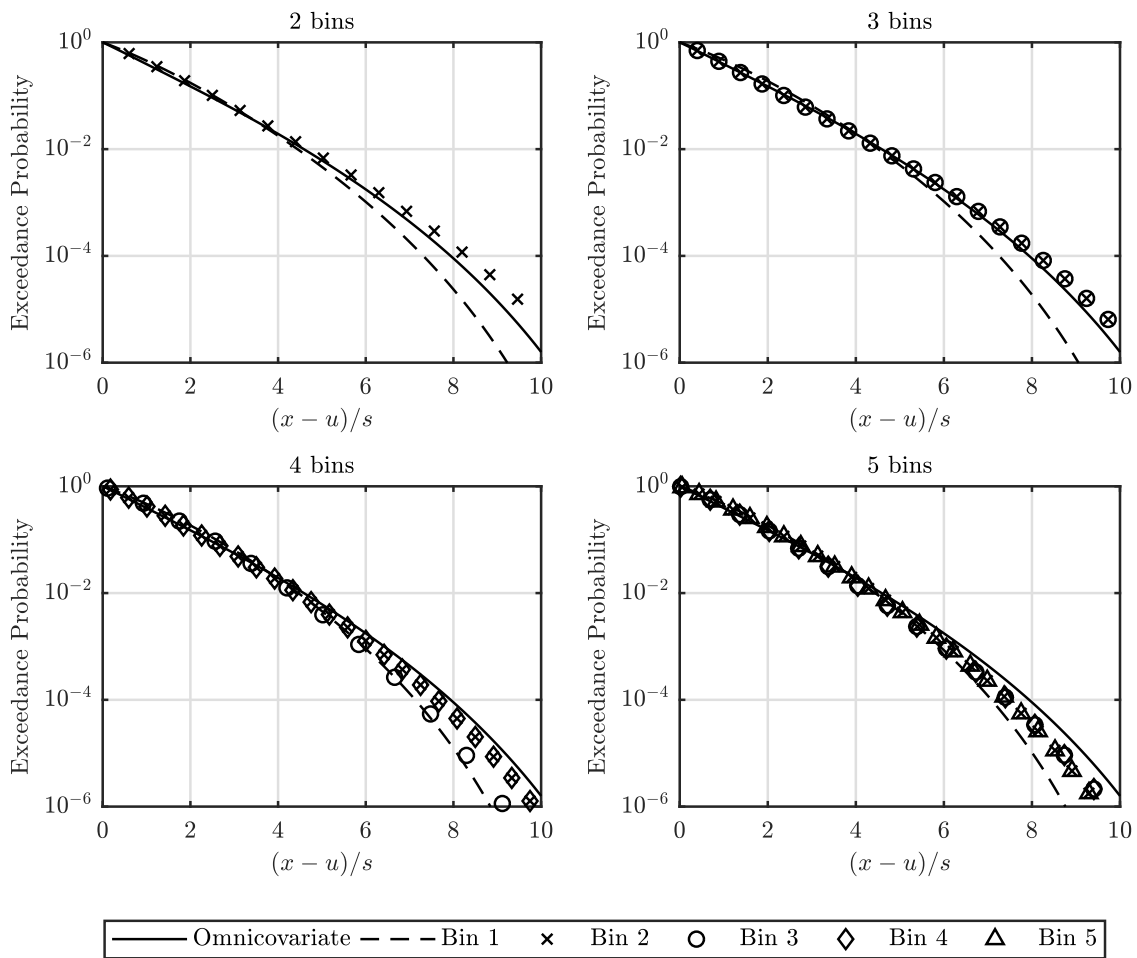 2 bins
10^0
10^-2
10^-4
10^-6
Exceedance Probability
0 2 4 6 8 10
(x − u)/s
3 bins
10^0
10^-2
10^-4
10^-6
Exceedance Probability
0 2 4 6 8 10
(x − u)/s
4 bins
10^0
10^-2
10^-4
10^-6
Exceedance Probability
0 2 4 6 8 10
(x − u)/s
5 bins
10^0
10^-2
10^-4
10^-6
Exceedance Probability
0 2 4 6 8 10
(x − u)/s
Omnicovariate Bin 1 Bin 2 Bin 3 Bin 4 Bin 5